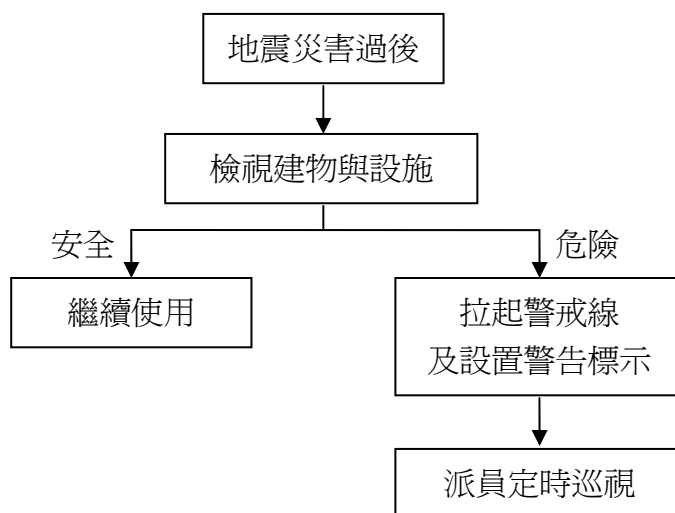 地震災害過後
檢視建物與設施
安全
危險
繼續使用
拉起警戒線
及設置警告標示
派員定時巡視